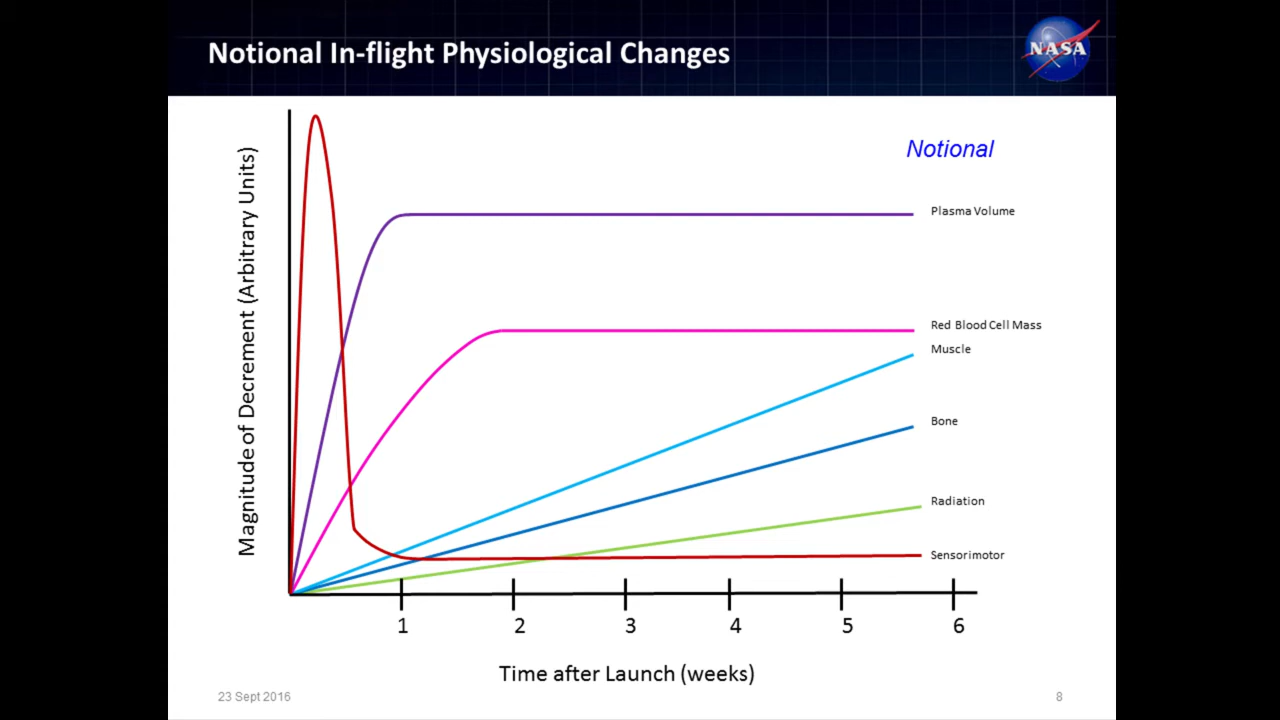 Notional In-flight Physiological Changes
NASA
Notional
Magnitude of Decrement (Arbitrary Units)
Plasma Volume
Red Blood Cell Mass
Muscle
Bone
Radiation
Sensorimotor
1 2 3 4 5 6
Time after Launch (weeks)
23 Sept 2016
8